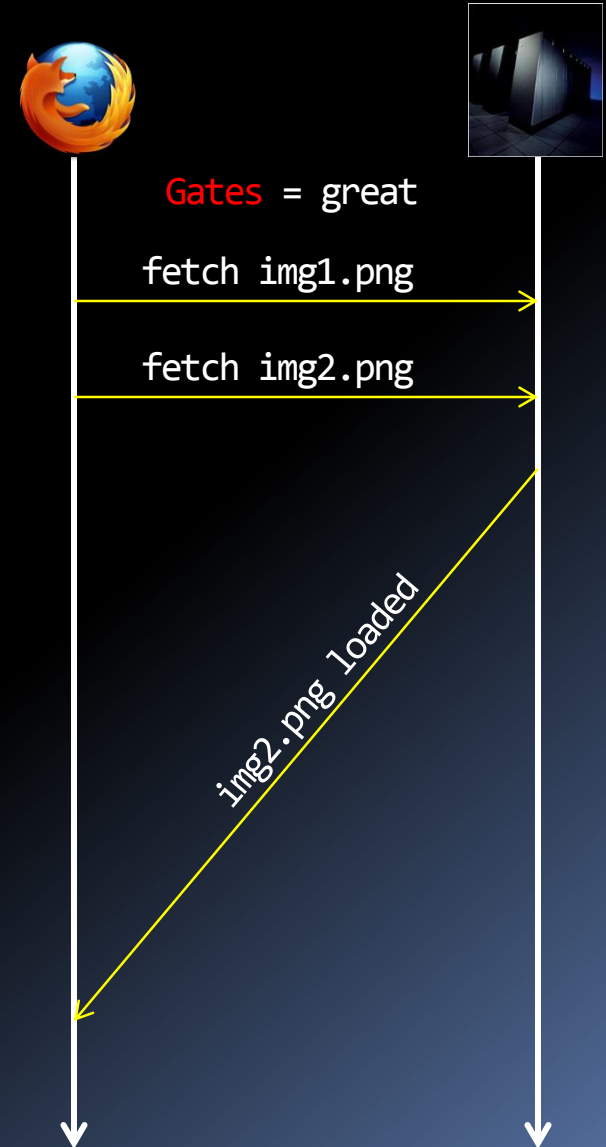 Gates = great
fetch img1.png
fetch img2.png
img2.png loaded